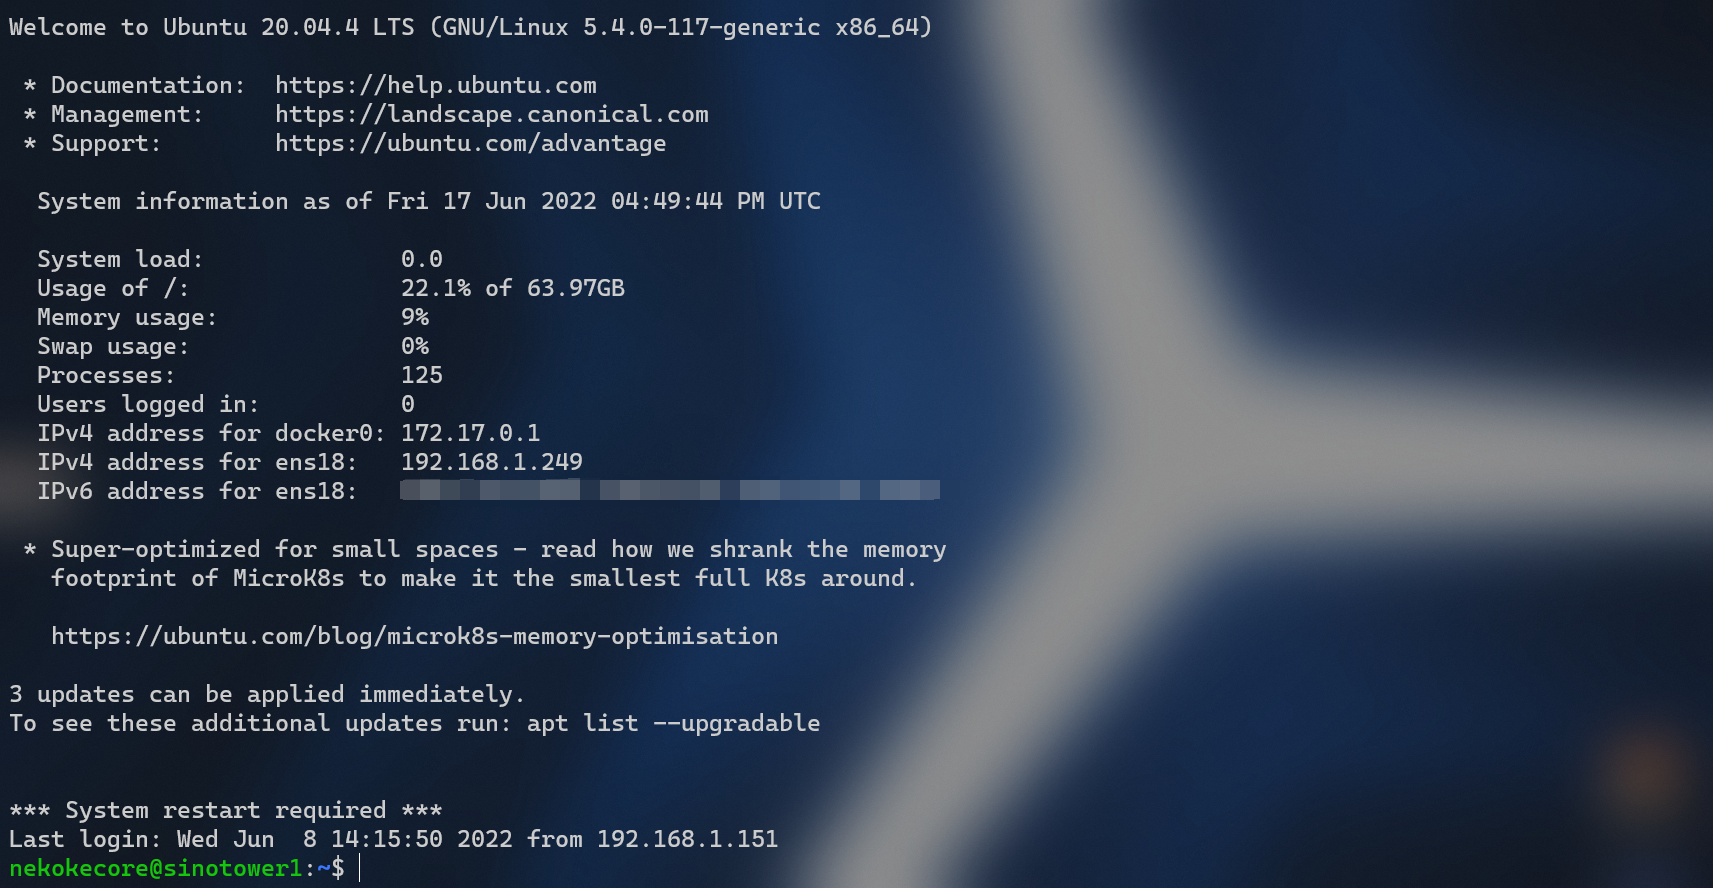 Welcome to Ubuntu 20.04.4 LTS (GNU/Linux 5.4.0-117-generic x86_64)
* Documentation:  https://help.ubuntu.com
* Management:     https://landscape.canonical.com
* Support:        https://ubuntu.com/advantage
System information as of Fri 17 Jun 2022 04:49:44 PM UTC
System load:              0.0
Usage of /:               22.1% of 63.97GB
Memory usage:             9%
Swap usage:               0%
Processes:                125
Users logged in:          0
IPv4 address for docker0: 172.17.0.1
IPv4 address for ens18:   192.168.1.249
IPv6 address for ens18:
* Super-optimized for small spaces - read how we shrank the memory
footprint of MicroK8s to make it the smallest full K8s around.
https://ubuntu.com/blog/microk8s-memory-optimisation
3 updates can be applied immediately.
To see these additional updates run: apt list --upgradable
*** System restart required ***
Last login: Wed Jun  8 14:15:50 2022 from 192.168.1.151
nekokecore@sinotower1:~$